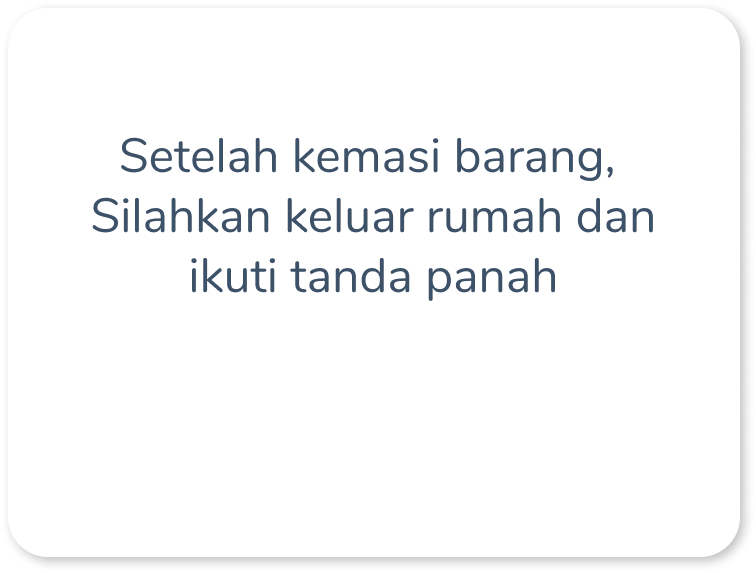 Setelah kemasi barang,
Silahkan keluar rumah dan
ikuti tanda panah